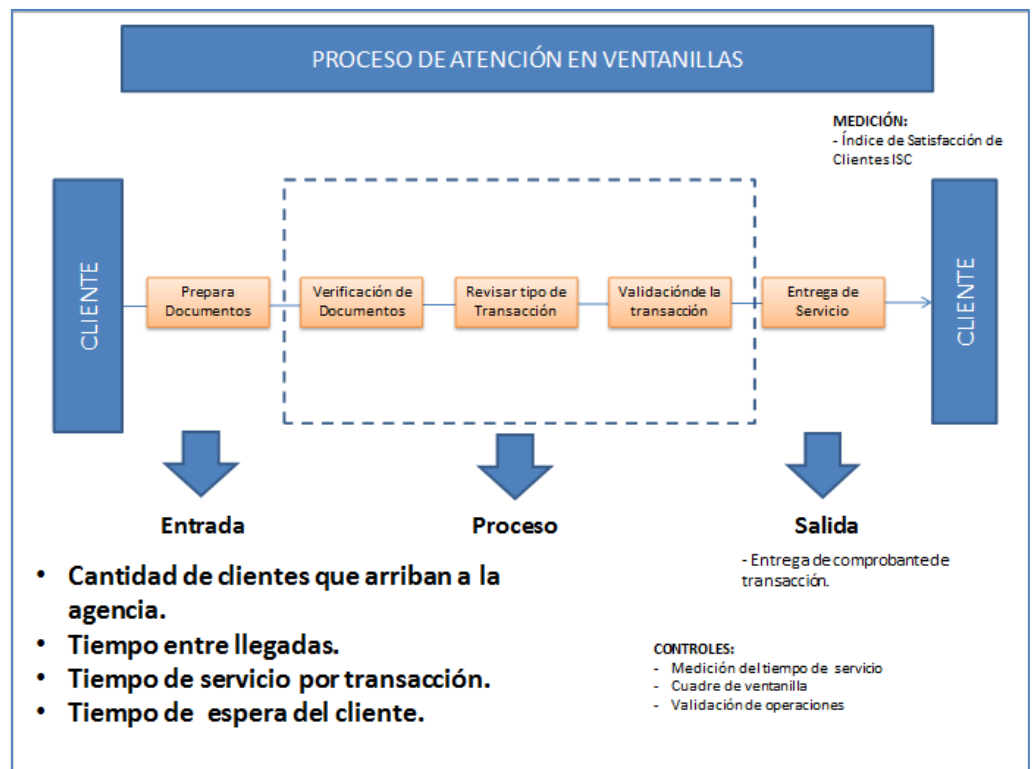 PROCESO DE ATENCIÓN EN VENTANILLAS
MEDICIÓN:
- Índice de Satisfacción de
Clientes ISC
CLIENTE
Prepara
Documentos
Verificación de
Documentos
Revisar tipo de
Transacción
Validaciónde la
transacción
Entrega de
Servicio
CLIENTE
Entrada
Proceso
Salida
- Entrega de comprobante de
transacción.
• Cantidad de clientes que arriban a la
agencia.
• Tiempo entre llegadas.
• Tiempo de servicio por transacción.
• Tiempo de espera del cliente.
CONTROLES:
- Medición del tiempo de servicio
- Cuadre de ventanilla
- Validación de operaciones